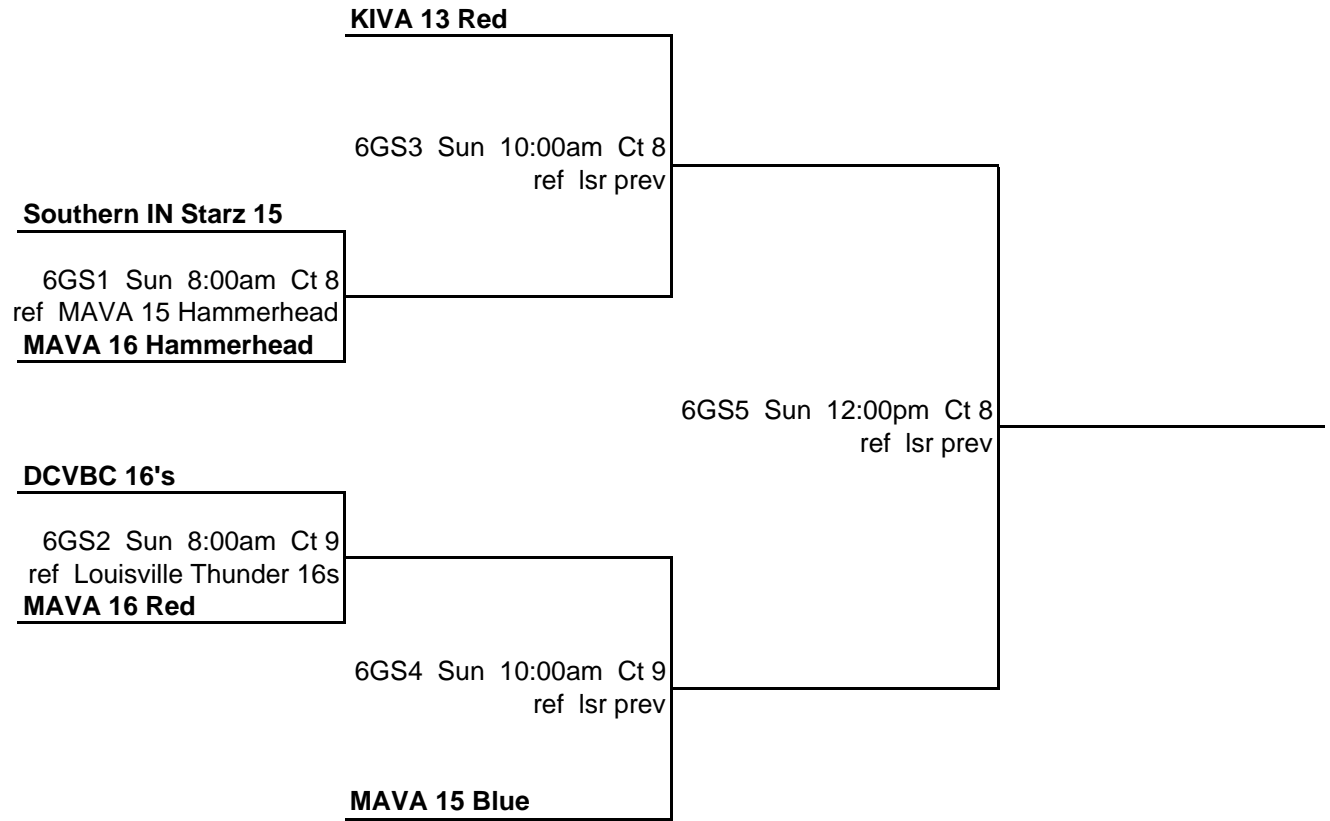 KIVA 13 Red
6GS3 Sun 10:00am Ct 8
ref lsr prev
Southern IN Starz 15
6GS1 Sun 8:00am Ct 8
ref MAVA 15 Hammerhead
MAVA 16 Hammerhead
6GS5 Sun 12:00pm Ct 8
ref lsr prev
DCVBC 16's
6GS2 Sun 8:00am Ct 9
ref Louisville Thunder 16s
MAVA 16 Red
6GS4 Sun 10:00am Ct 9
ref lsr prev
MAVA 15 Blue